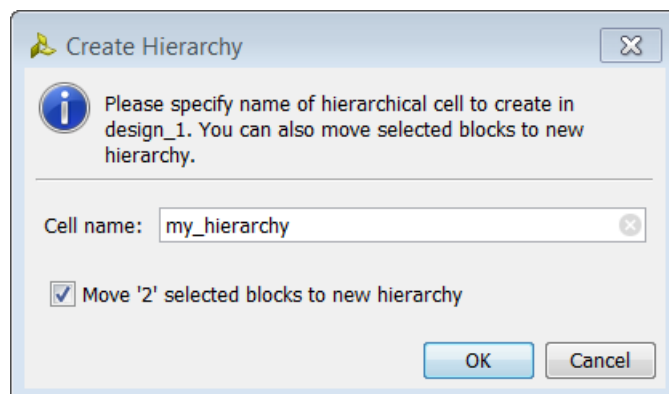 Create Hierarchy
Please specify name of hierarchical cell to create in
design_1. You can also move selected blocks to new
hierarchy.
Cell name: my_hierarchy
Move '2' selected blocks to new hierarchy
OK Cancel